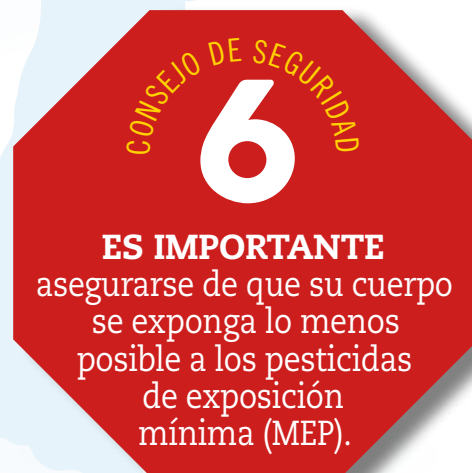 CONSEJO DE SEGURIDAD
6
ES IMPORTANTE
asegurarse de que su cuerpo
se exponga lo menos
posible a los pesticidas
de exposición
mínima (MEP).